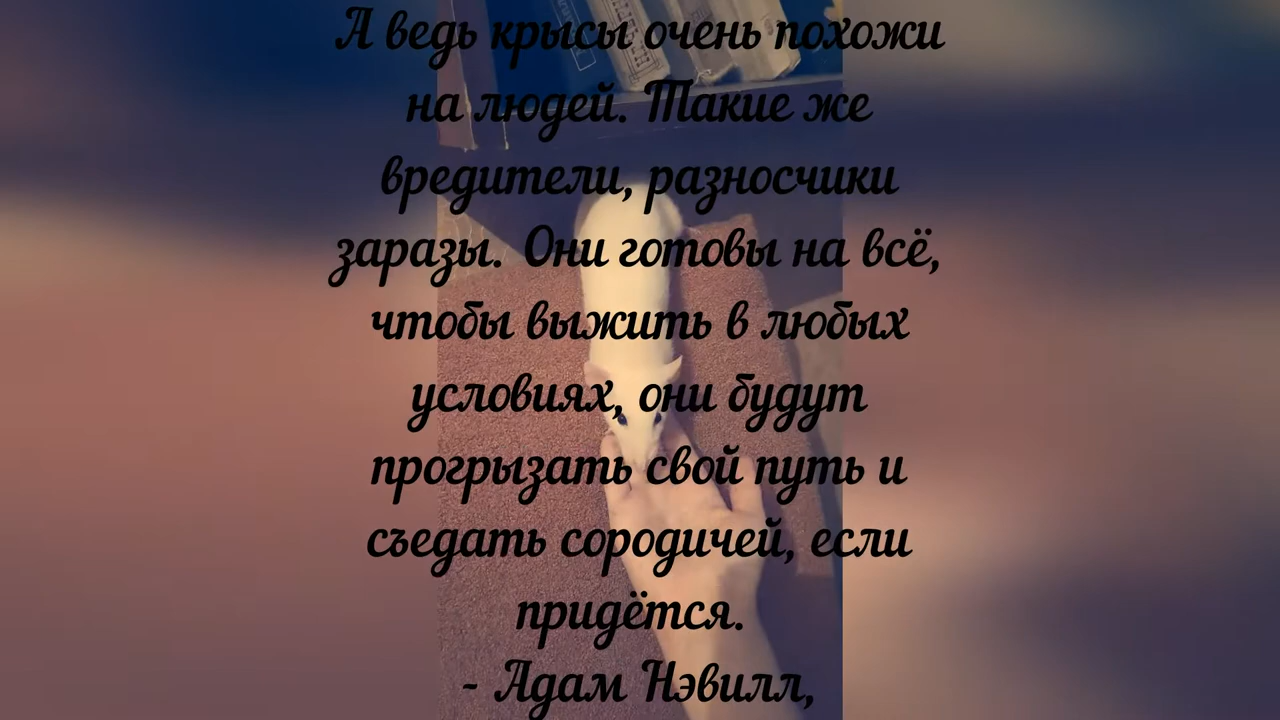 А ведь крысы очень похожи
на людей. Такие же
вредители, разносчики
заразы. Они готовы на всё,
чтобы выжить в любых
условиях, они будут
прогрызать свой путь и
съедать сородичей, если
придётся.
- Адам Нэвилл,